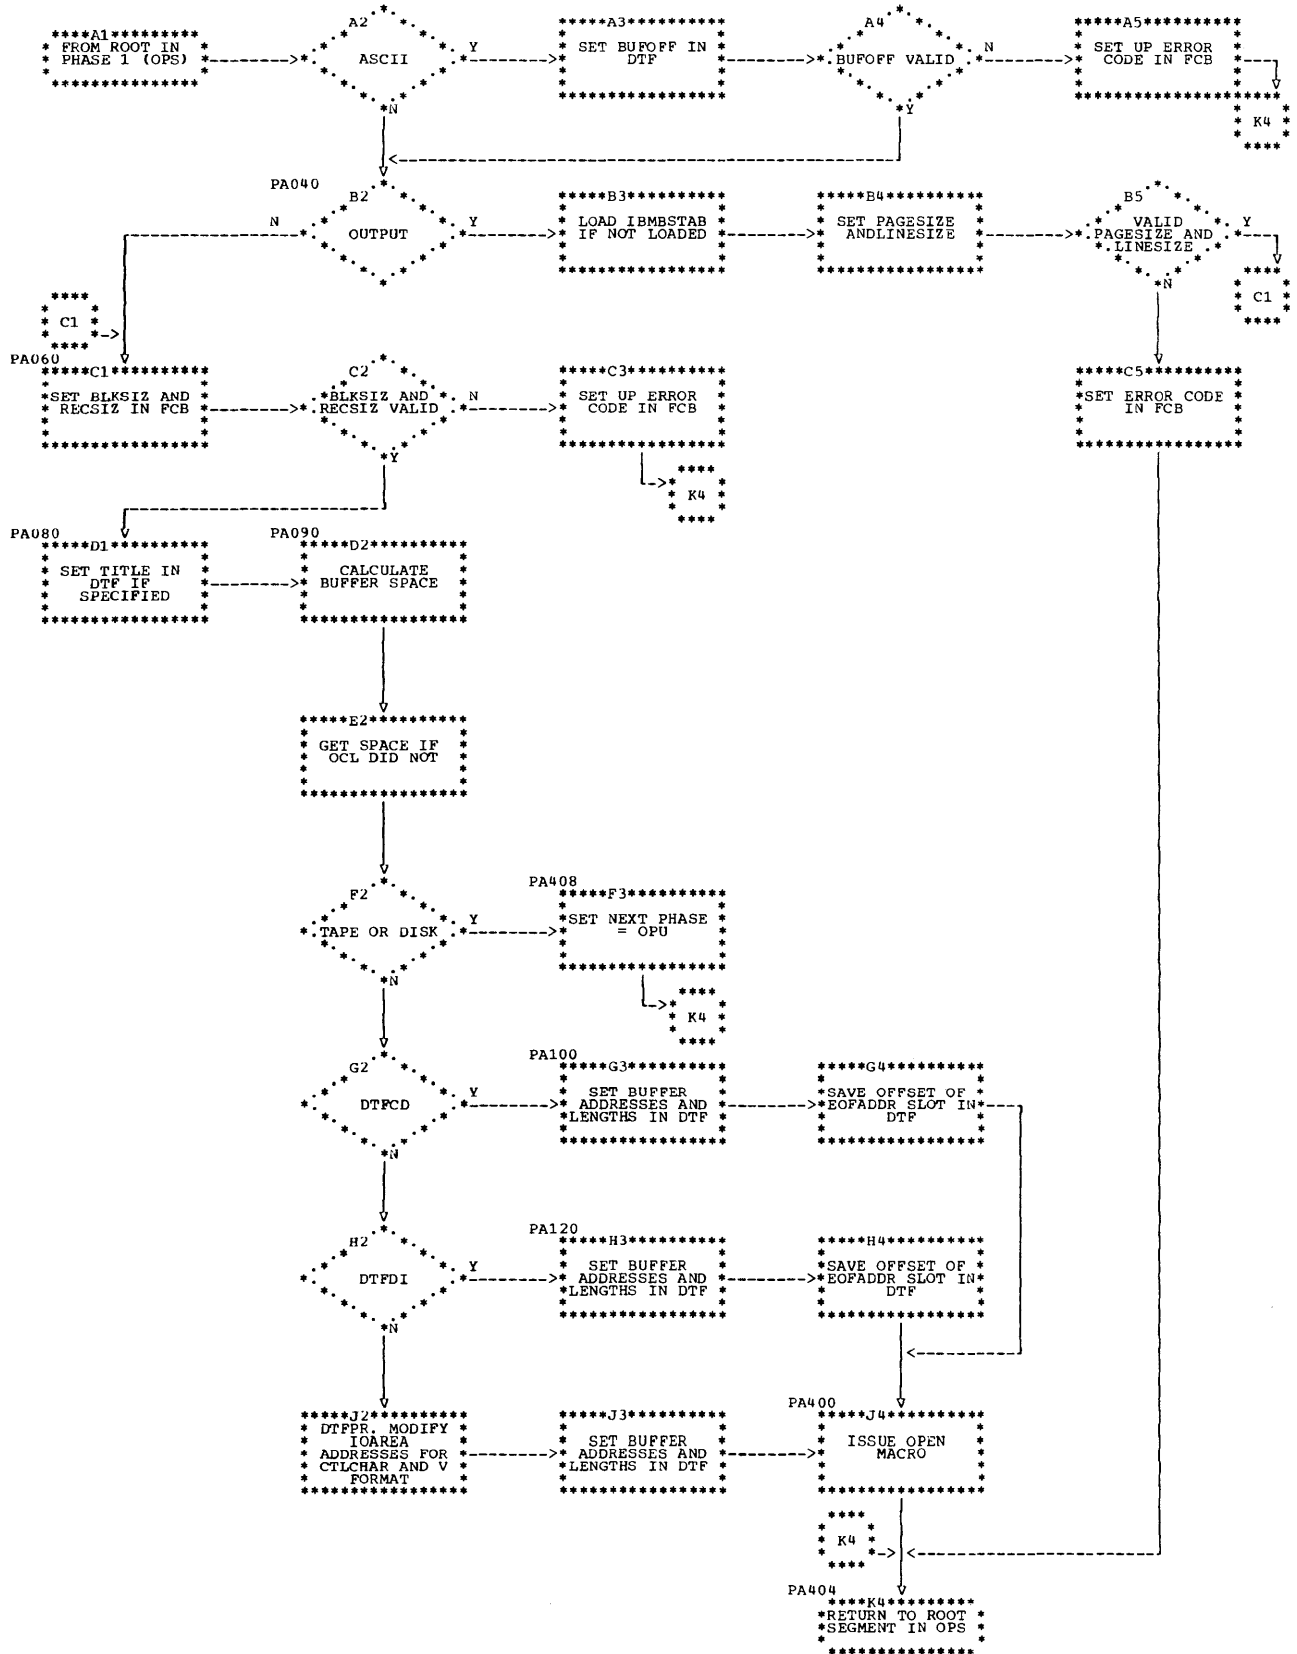 A1
FROM ROOT IN
PHASE 1 (OPS)
A2
ASCII
Y
N
A3
SET BUFOFF IN
DTF
A4
BUFOFF VALID
N
Y
A5
SET UP ERROR
CODE IN FCB
K4
PA040
B2
OUTPUT
N
Y
B3
LOAD IBMBSTAB
IF NOT LOADED
B4
SET PAGESIZE
ANDLINESIZE
B5
VALID
PAGESIZE AND
LINESIZE
Y
N
C1
C1
PA060
C1
SET BLKSIZ AND
RECSIZ IN FCB
C2
BLKSIZ AND
RECSIZ VALID
N
Y
C3
SET UP ERROR
CODE IN FCB
K4
C5
SET ERROR CODE
IN FCB
PA080
D1
SET TITLE IN
DTF IF
SPECIFIED
PA090
D2
CALCULATE
BUFFER SPACE
E2
GET SPACE IF
OCL DID NOT
F2
TAPE OR DISK
Y
N
PA408
F3
SET NEXT PHASE
= OPU
K4
G2
DTFCD
Y
N
PA100
G3
SET BUFFER
ADDRESSES AND
LENGTHS IN DTF
G4
SAVE OFFSET OF
EOFADDR SLOT IN
DTF
H2
DTFDI
Y
N
PA120
H3
SET BUFFER
ADDRESSES AND
LENGTHS IN DTF
H4
SAVE OFFSET OF
EOFADDR SLOT IN
DTF
J2
DTFPR. MODIFY
IOAREA
ADDRESSES FOR
CTLCHAR AND V
FORMAT
J3
SET BUFFER
ADDRESSES AND
LENGTHS IN DTF
PA400
J4
ISSUE OPEN
MACRO
K4
PA404
K4
RETURN TO ROOT
SEGMENT IN OPS